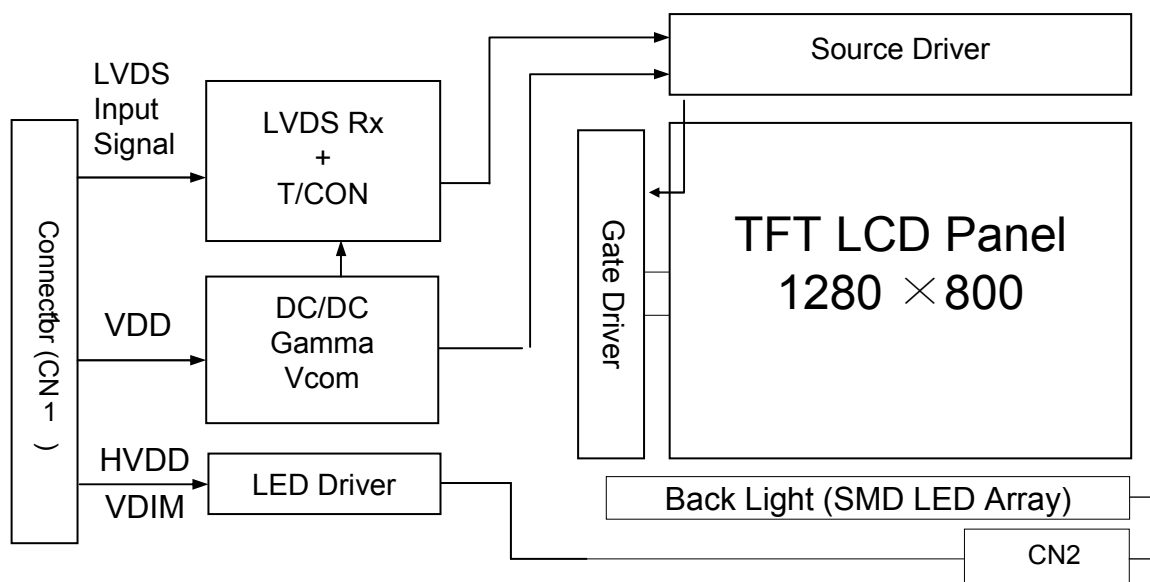 Source Driver
LVDS
Input
Signal
LVDS Rx
+
T/CON
Connector (CN1)
Gate Driver
TFT LCD Panel
1280 ×800
VDD
DC/DC
Gamma
Vcom
HVDD
VDIM
LED Driver
Back Light (SMD LED Array)
CN2